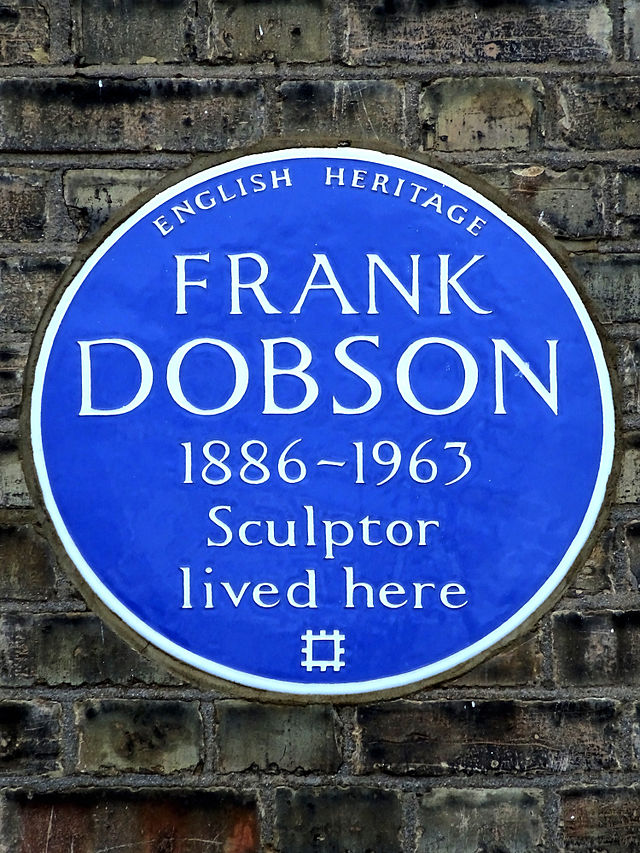 ENGLISH HERITAGE
FRANK
DOBSON
1886–1963
Sculptor
lived here